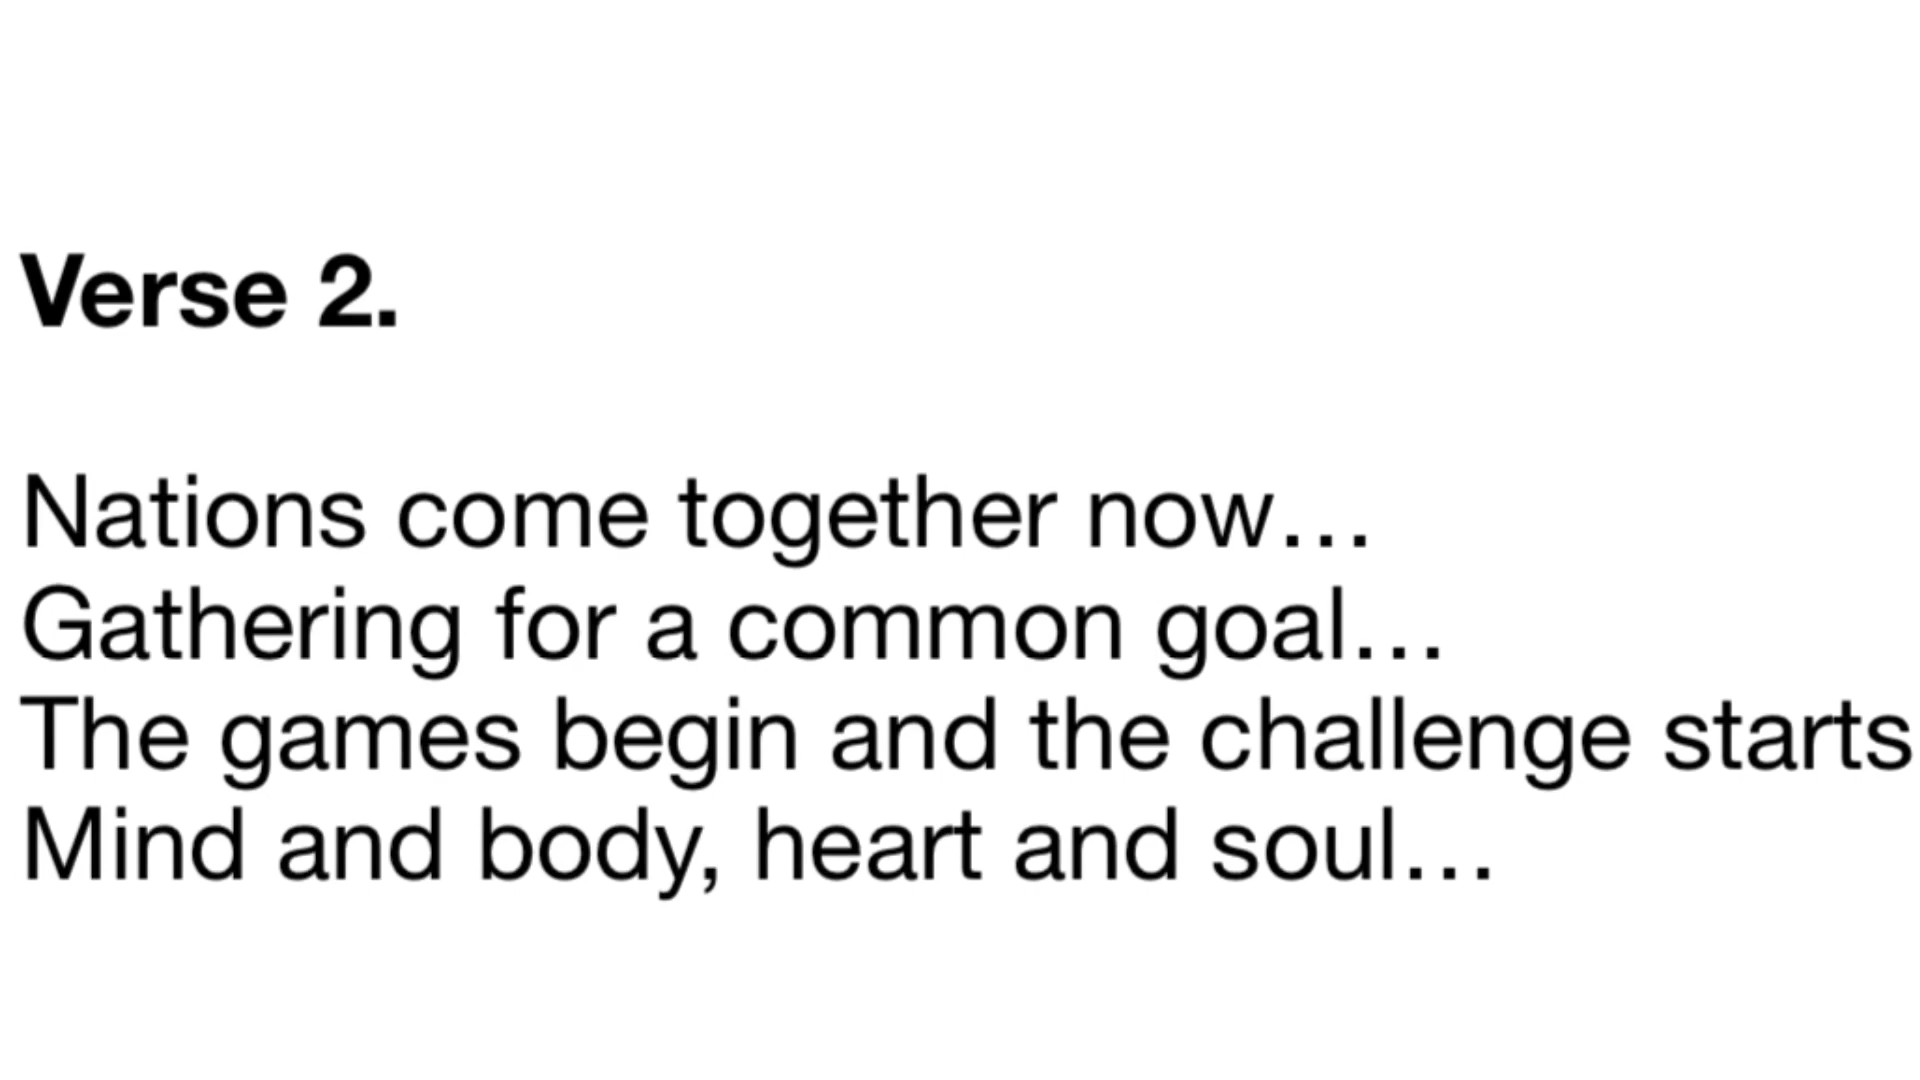 Verse 2.
Nations come together now…
Gathering for a common goal…
The games begin and the challenge starts
Mind and body, heart and soul…